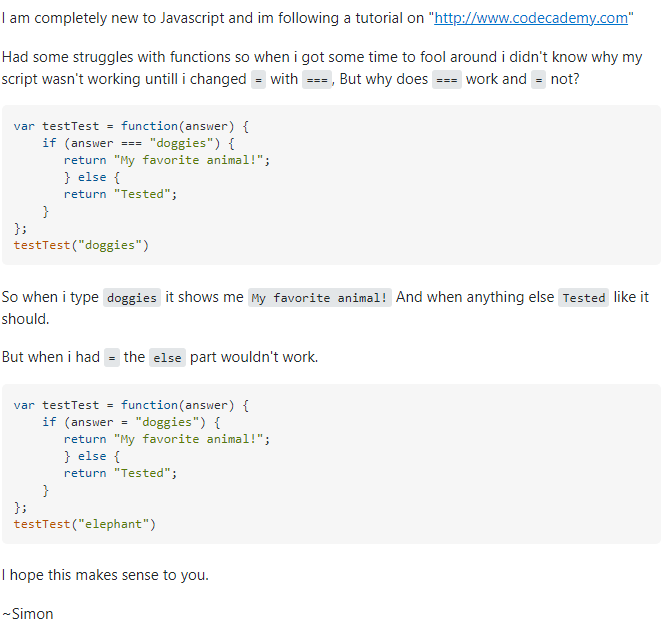 I am completely new to Javascript and im following a tutorial on "http://www.codecademy.com"
Had some struggles with functions so when i got some time to fool around i didn't know why my
script wasn't working untill i changed = with ===, But why does === work and = not?
var testTest = function(answer) {
    if (answer === "doggies") {
       return "My favorite animal!";
       } else {
       return "Tested";
    }
};
testTest("doggies")
So when i type doggies it shows me My favorite animal! And when anything else Tested like it
should.
But when i had = the else part wouldn't work.
var testTest = function(answer) {
    if (answer = "doggies") {
       return "My favorite animal!";
       } else {
       return "Tested";
    }
};
testTest("elephant")
I hope this makes sense to you.
~Simon